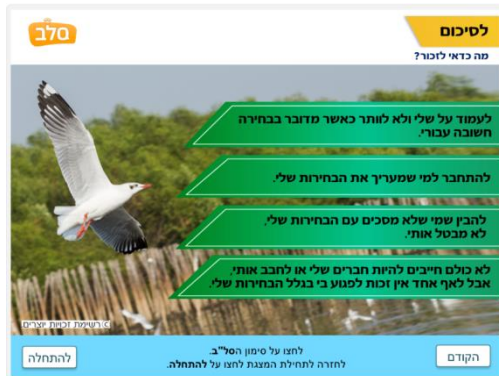 לסיכום
סלב
מה כדאי לזכור?
לעמוד על שלי ולא לוותר כאשר מדובר בבחירה
חשובה עבורי.
להתחבר למי שמעריך את הבחירות שלי.
להבין שמי שלא מסכים עם הבחירות שלי,
לא מבטל אותי.
לא כולם חייבים להיות חברים שלי או לחבב אותי,
אבל לאף אחד אין זכות לפגוע בי בגלל הבחירות שלי.
רשימת זכויות יוצרים
הקודם
לחצו על סימון הסל"ב.
לחזרה לתחילת המצגת לחצו על להתחלה.
להתחלה